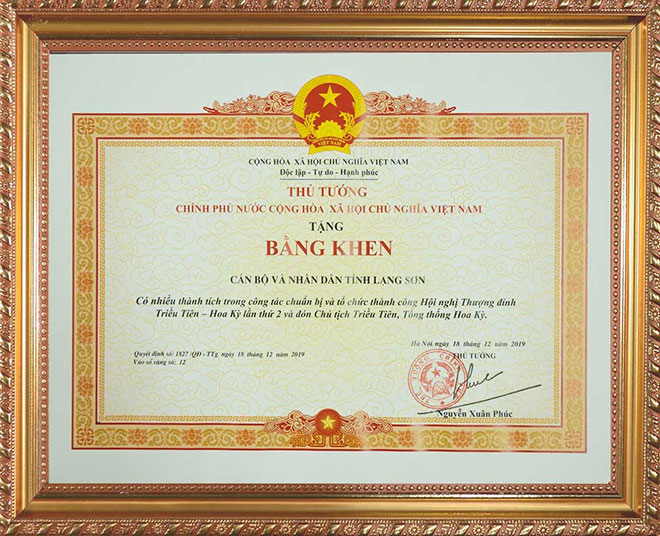 VIỆT NAM
CỘNG HÒA XÃ HỘI CHỦ NGHĨA VIỆT NAM
Độc lập - Tự do - Hạnh phúc
THỦ TƯỚNG
CHÍNH PHỦ NƯỚC CỘNG HÒA XÃ HỘI CHỦ NGHĨA VIỆT NAM
TẶNG
BẰNG KHEN
CÁN BỘ VÀ NHÂN DÂN TỈNH LẠNG SƠN
Có nhiều thành tích trong công tác chuẩn bị và tổ chức thành công Hội nghị Thượng đỉnh
Triều Tiên – Hoa Kỳ lần thứ 2 và đón Chủ tịch Triều Tiên, Tổng thống Hoa Kỳ.
Hà Nội, ngày 18 tháng 12 năm 2019
Quyết định số: 1827 /QĐ - TTg ngày 18 tháng 12 năm 2019
THỦ TƯỚNG
Vào sổ vàng số: 12
Nguyễn Xuân Phúc